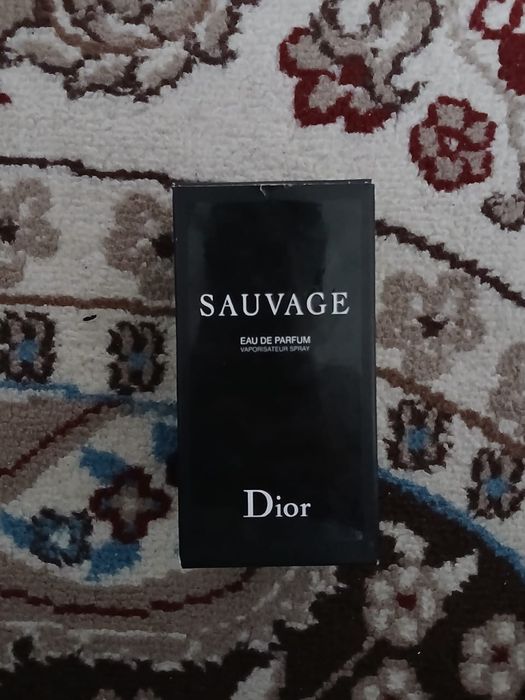 SAUVAGE
EAU DE PARFUM
VAPORISATEUR SPRAY
Dior